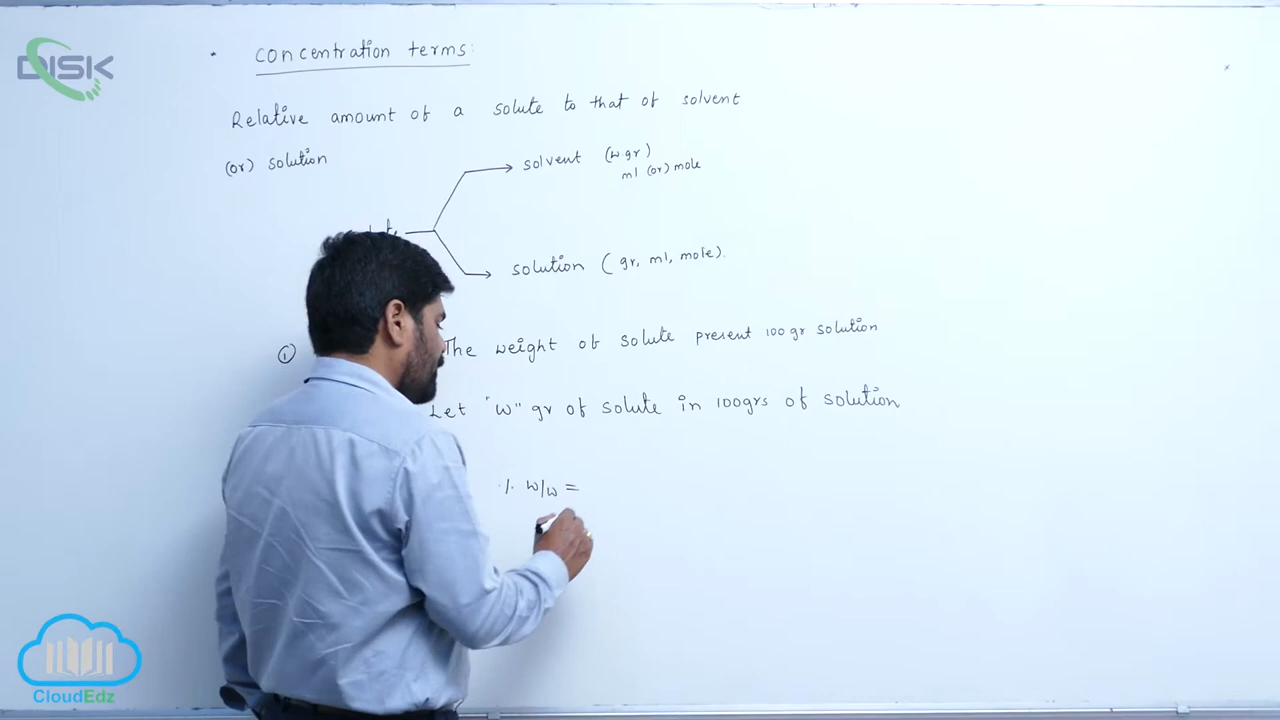 DISK
* Concentration terms:
Relative amount of a solute to that of solvent
(or) solution
solvent (w gr)
ml (or) mole
solution (gr, ml, mole).
① The weight of solute present 100 gr solution
Let "w" gr of solute in 100grs of solution
% w/w =
CloudEdz